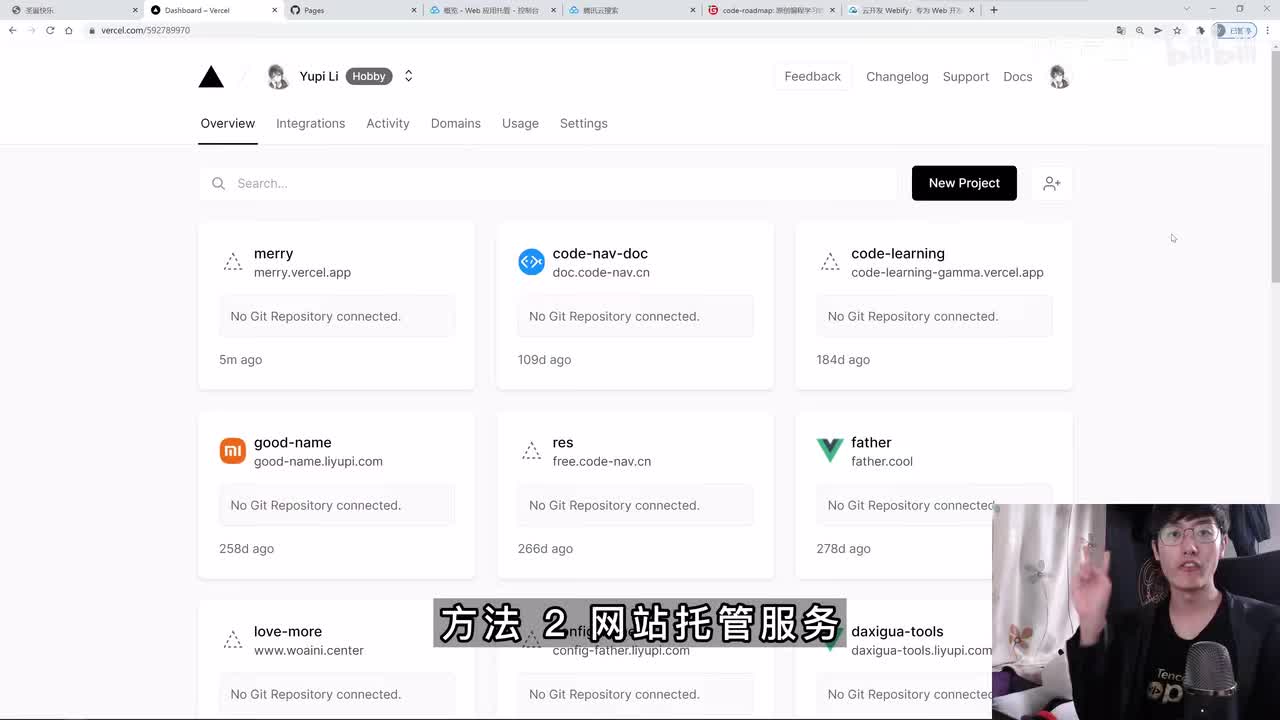 圣诞快乐
Dashboard – Vercel
Pages
概览 - Web 应用托管 - 控制台
腾讯云搜索
code-roadmap: 原创编程学习
云开发 Webify: 专为 Web 开
vercel.com/592789970
已暂停
bilibili
Yupi Li
Hobby
Feedback
Changelog
Support
Docs
Overview
Integrations
Activity
Domains
Usage
Settings
Search...
New Project
merry
merry.vercel.app
No Git Repository connected.
5m ago
code-nav-doc
doc.code-nav.cn
No Git Repository connected.
109d ago
code-learning
code-learning-gamma.vercel.app
No Git Repository connected.
184d ago
good-name
good-name.liyupi.com
No Git Repository connected.
258d ago
res
free.code-nav.cn
No Git Repository connected.
266d ago
father
father.cool
No Git Repository connected.
278d ago
love-more
www.woaini.center
No Git Repository connected.
config-father.liyupi.com
No Git Repository connected.
daxigua-tools
daxigua-tools.liyupi.com
No Git Repository connected.
方法 2 网站托管服务